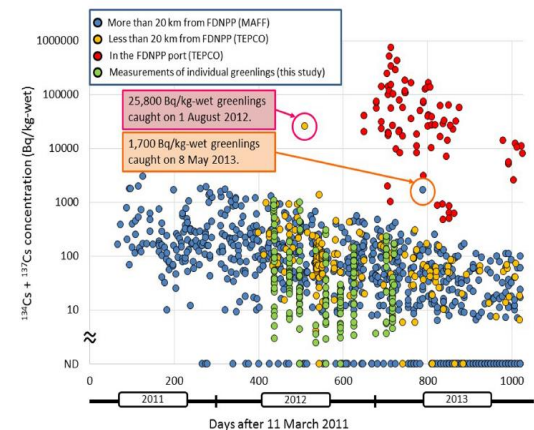 More than 20 km from FDNPP (MAFF)
Less than 20 km from FDNPP (TEPCO)
In the FDNPP port (TEPCO)
Measurements of individual greenlings (this study)
25,800 Bq/kg-wet greenlings
caught on 1 August 2012.
1,700 Bq/kg-wet greenlings
caught on 8 May 2013.
¹³⁴Cs + ¹³⁷Cs concentration (Bq/kg-wet)
1000000
100000
10000
1000
100
10
ND
0 200 400 600 800 1000
2011 2012 2013
Days after 11 March 2011